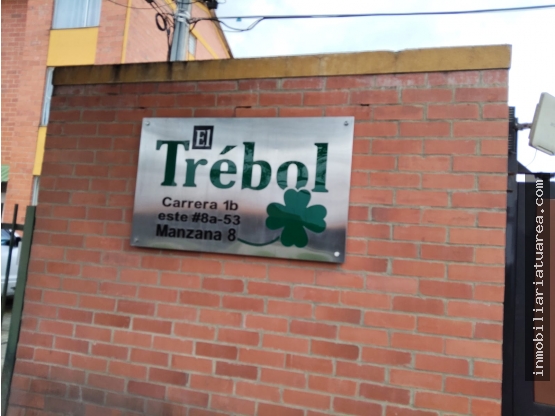 El
Trébol
Carrera 1b
este #8a-53
Manzana 8
inmobiliariatuarea.com